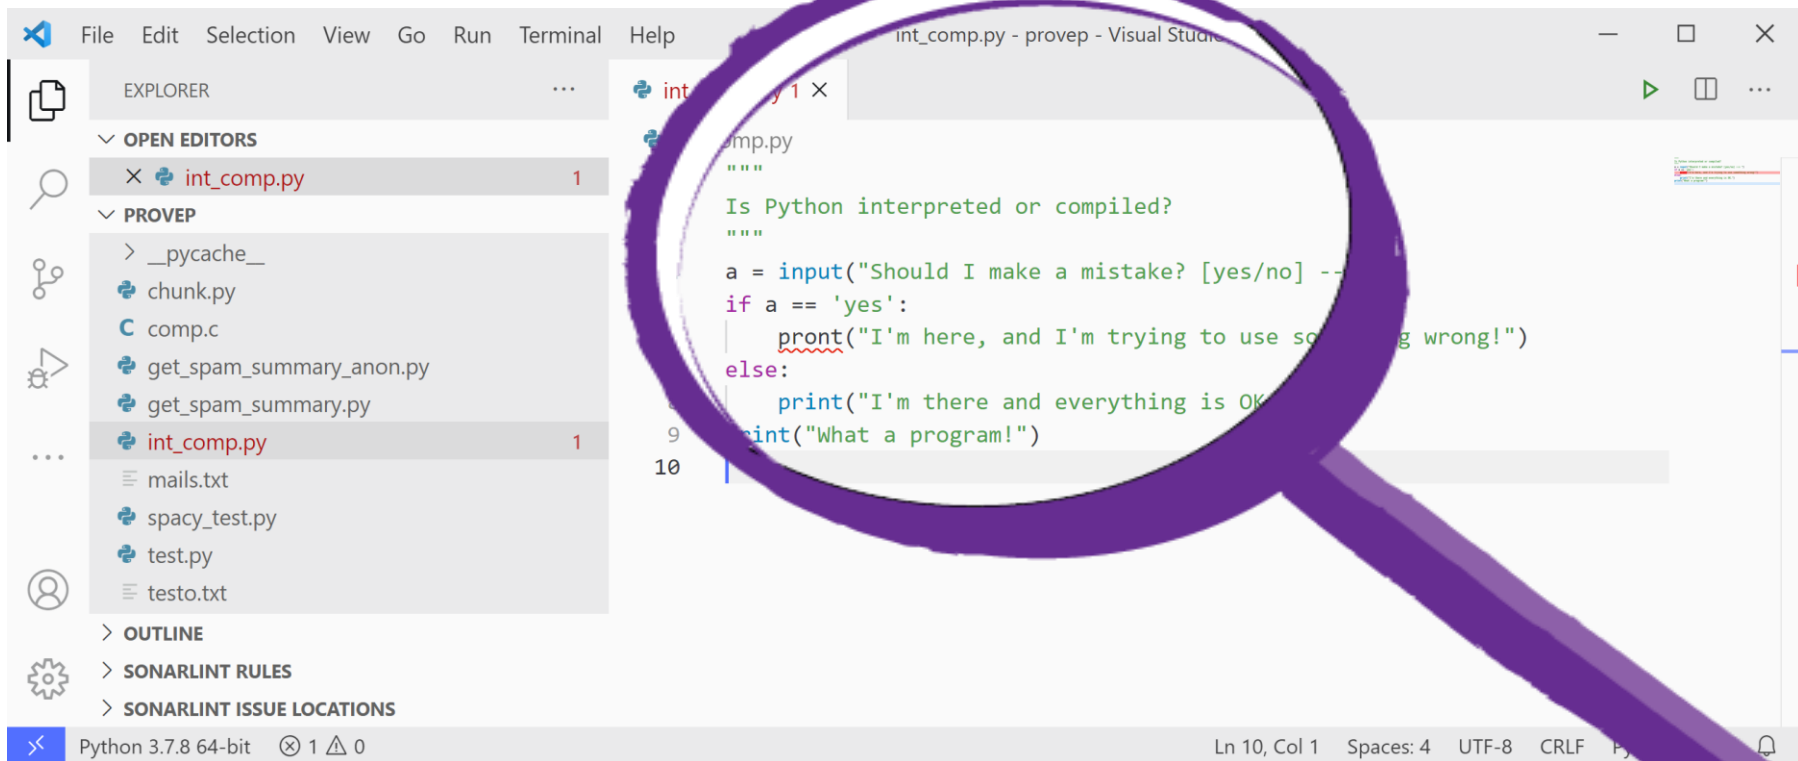 File Edit Selection View Go Run Terminal Help
int_comp.py - provep - Visual
EXPLORER
int
y 1
OPEN EDITORS
int_comp.py 1
omp.py
PROVEP
__pycache__
chunk.py
comp.c
get_spam_summary_anon.py
get_spam_summary.py
int_comp.py 1
mails.txt
spacy_test.py
test.py
testo.txt
OUTLINE
SONARLINT RULES
SONARLINT ISSUE LOCATIONS
"""
Is Python interpreted or compiled?
"""
a = input("Should I make a mistake? [yes/no] --
if a == 'yes':
pront("I'm here, and I'm trying to use so g wrong!")
else:
print("I'm there and everything is OK
9 int("What a program!")
10
Python 3.7.8 64-bit 1 0
Ln 10, Col 1 Spaces: 4 UTF-8 CRLF